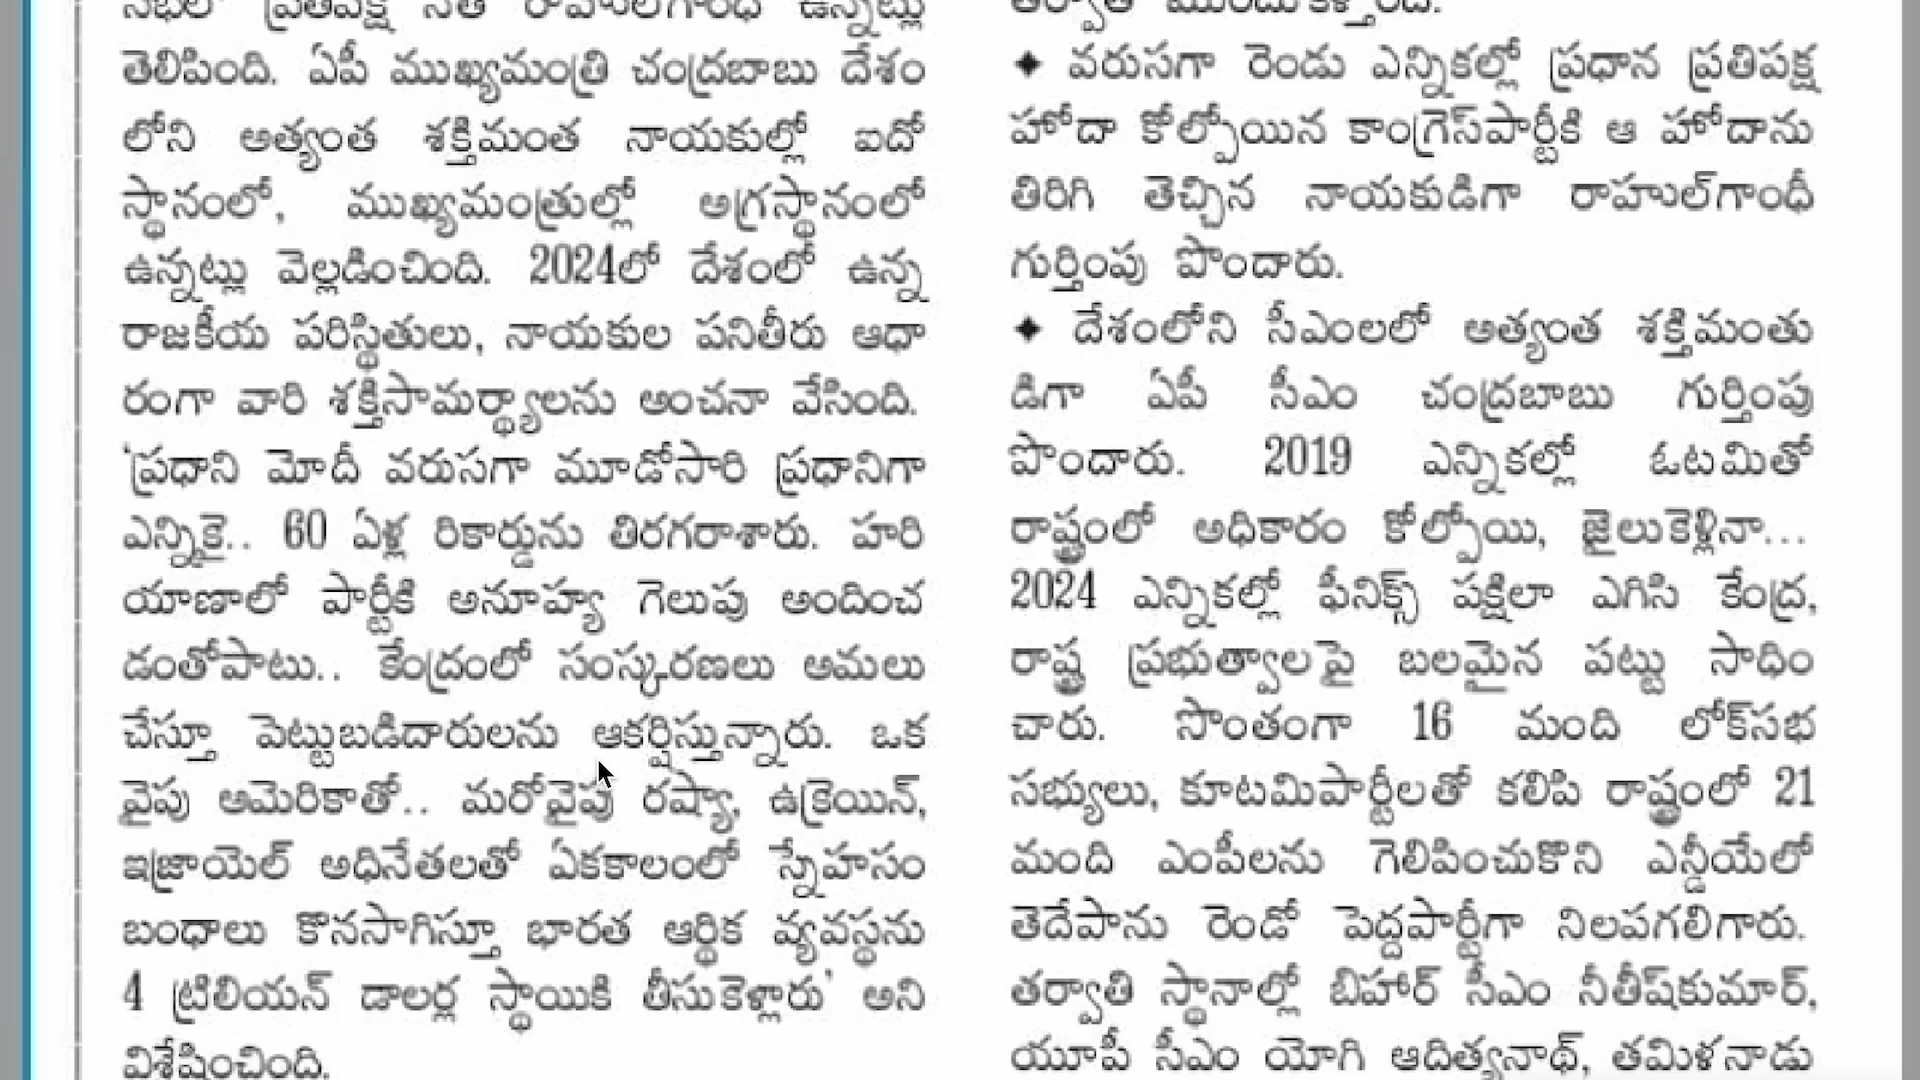 తెలిపింది. ఏపీ ముఖ్యమంత్రి చంద్రబాబు దేశం
లోని అత్యంత శక్తిమంత నాయకుల్లో ఐదో
స్థానంలో, ముఖ్యమంత్రుల్లో అగ్రస్థానంలో
ఉన్నట్లు వెల్లడించింది. 2024లో దేశంలో ఉన్న
రాజకీయ పరిస్థితులు, నాయకుల పనితీరు ఆధా
రంగా వారి శక్తిసామర్థ్యాలను అంచనా వేసింది.
‘ప్రధాని మోదీ వరుసగా మూడోసారి ప్రధానిగా
ఎన్నికై.. 60 ఏళ్ల రికార్డును తిరగరాశారు. హరి
యాణాలో పార్టీకి అనూహ్య గెలుపు అందించ
డంతోపాటు.. కేంద్రంలో సంస్కరణలు అమలు
చేస్తూ పెట్టుబడిదారులను ఆకర్షిస్తున్నారు. ఒక
వైపు అమెరికాతో.. మరోవైపు రష్యా, ఉక్రెయిన్,
ఇజ్రాయెల్ అధినేతలతో ఏకకాలంలో స్నేహసం
బంధాలు కొనసాగిస్తూ భారత ఆర్థిక వ్యవస్థను
4 ట్రిలియన్ డాలర్ల స్థాయికి తీసుకెళ్లారు’ అని
విశ్లేషించింది.
✦ వరుసగా రెండు ఎన్నికల్లో ప్రధాన ప్రతిపక్ష
హోదా కోల్పోయిన కాంగ్రెస్‌పార్టీకి ఆ హోదాను
తిరిగి తెచ్చిన నాయకుడిగా రాహుల్‌గాంధీ
గుర్తింపు పొందారు.
✦ దేశంలోని సీఎంలలో అత్యంత శక్తిమంతు
డిగా ఏపీ సీఎం చంద్రబాబు గుర్తింపు
పొందారు. 2019 ఎన్నికల్లో ఓటమితో
రాష్ట్రంలో అధికారం కోల్పోయి, జైలుకెళ్లినా...
2024 ఎన్నికల్లో ఫీనిక్స్ పక్షిలా ఎగిసి కేంద్ర,
రాష్ట్ర ప్రభుత్వాలపై బలమైన పట్టు సాధిం
చారు. సొంతంగా 16 మంది లోక్‌సభ
సభ్యులు, కూటమిపార్టీలతో కలిపి రాష్ట్రంలో 21
మంది ఎంపీలను గెలిపించుకొని ఎన్డీయేలో
తెదేపాను రెండో పెద్దపార్టీగా నిలపగలిగారు.
తర్వాతి స్థానాల్లో బిహార్ సీఎం నీతీష్‌కుమార్,
యూపీ సీఎం యోగి ఆదిత్యనాథ్, తమిళనాడు